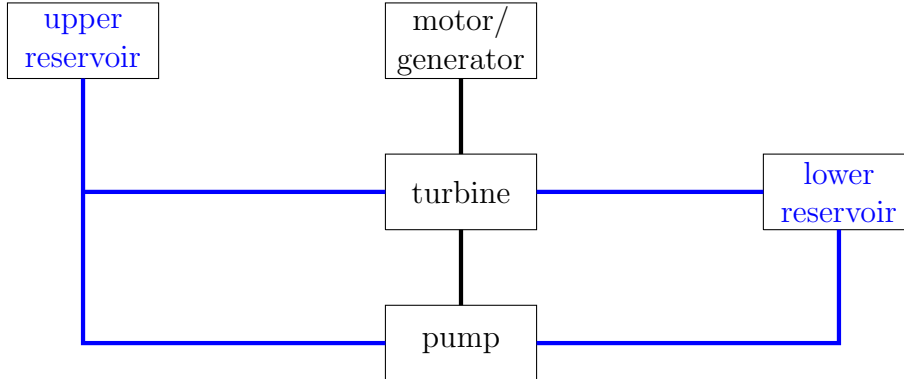 upper
reservoir
motor/
generator
turbine
lower
reservoir
pump